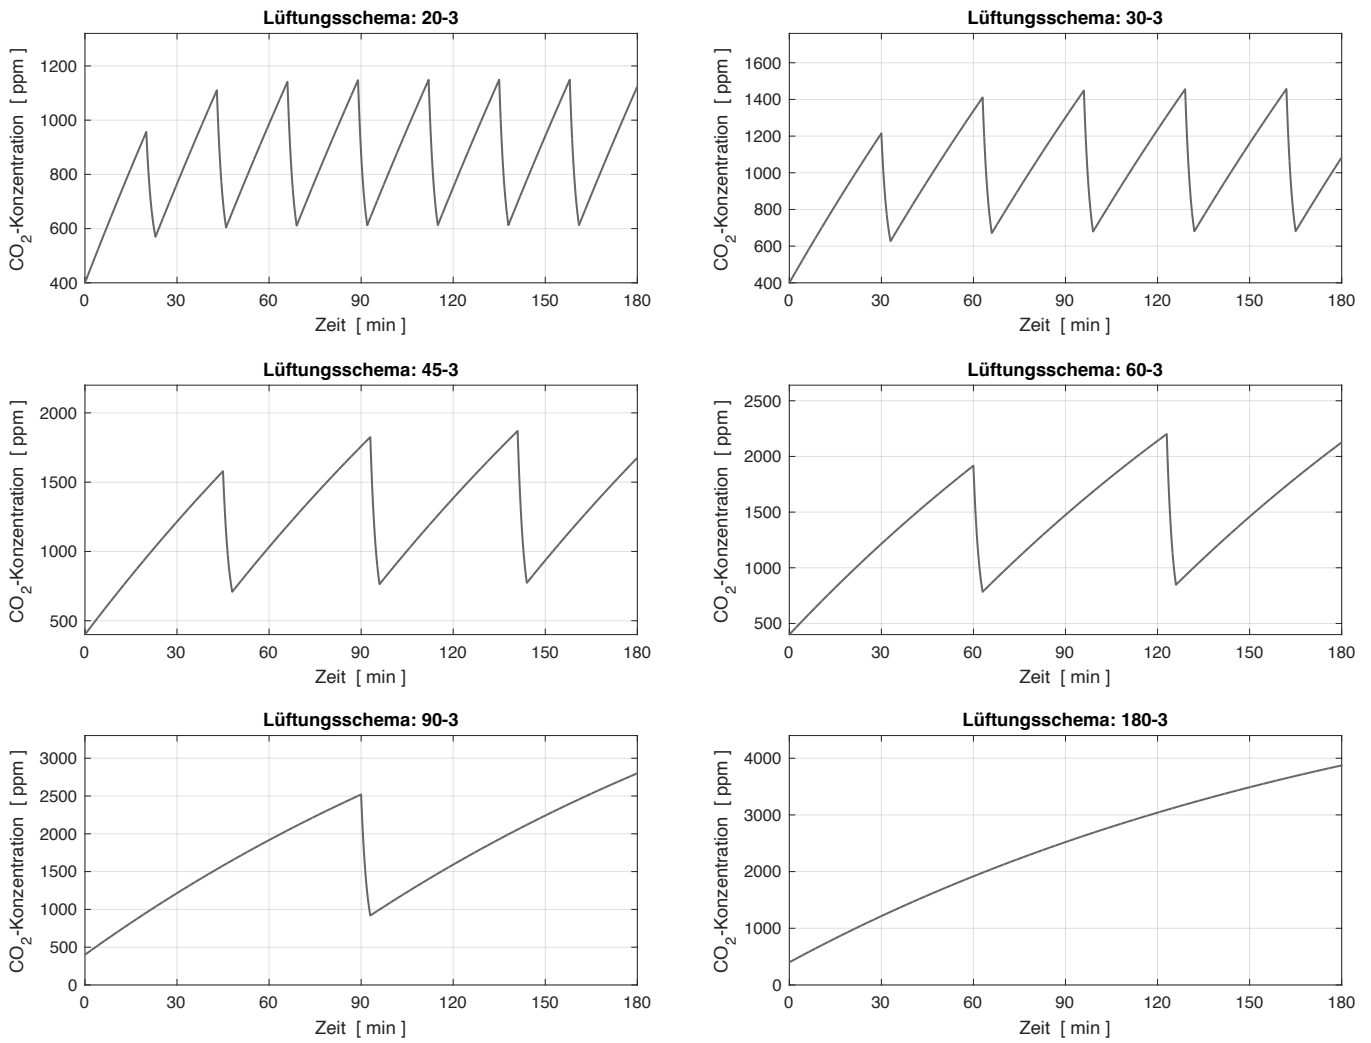 Lüftungsschema: 20-3
CO2-Konzentration [ ppm ]
1200
1000
800
600
400
0 30 60 90 120 150 180
Zeit [ min ]
Lüftungsschema: 30-3
CO2-Konzentration [ ppm ]
1600
1400
1200
1000
800
600
400
0 30 60 90 120 150 180
Zeit [ min ]
Lüftungsschema: 45-3
CO2-Konzentration [ ppm ]
2000
1500
1000
500
0 30 60 90 120 150 180
Zeit [ min ]
Lüftungsschema: 60-3
CO2-Konzentration [ ppm ]
2500
2000
1500
1000
500
0 30 60 90 120 150 180
Zeit [ min ]
Lüftungsschema: 90-3
CO2-Konzentration [ ppm ]
3000
2500
2000
1500
1000
500
0
0 30 60 90 120 150 180
Zeit [ min ]
Lüftungsschema: 180-3
CO2-Konzentration [ ppm ]
4000
3000
2000
1000
0
0 30 60 90 120 150 180
Zeit [ min ]